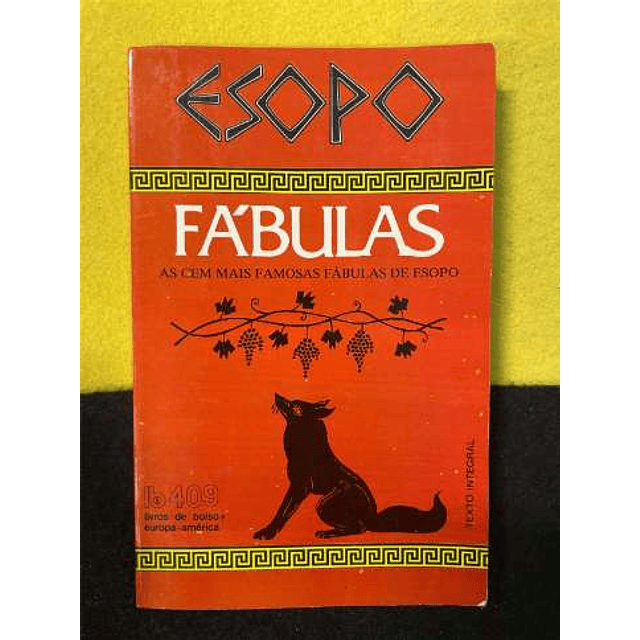 ESOPO
FÁBULAS
AS CEM MAIS FAMOSAS FÁBULAS DE ESOPO
lb 409
livros de bolso
europa-américa
TEXTO INTEGRAL